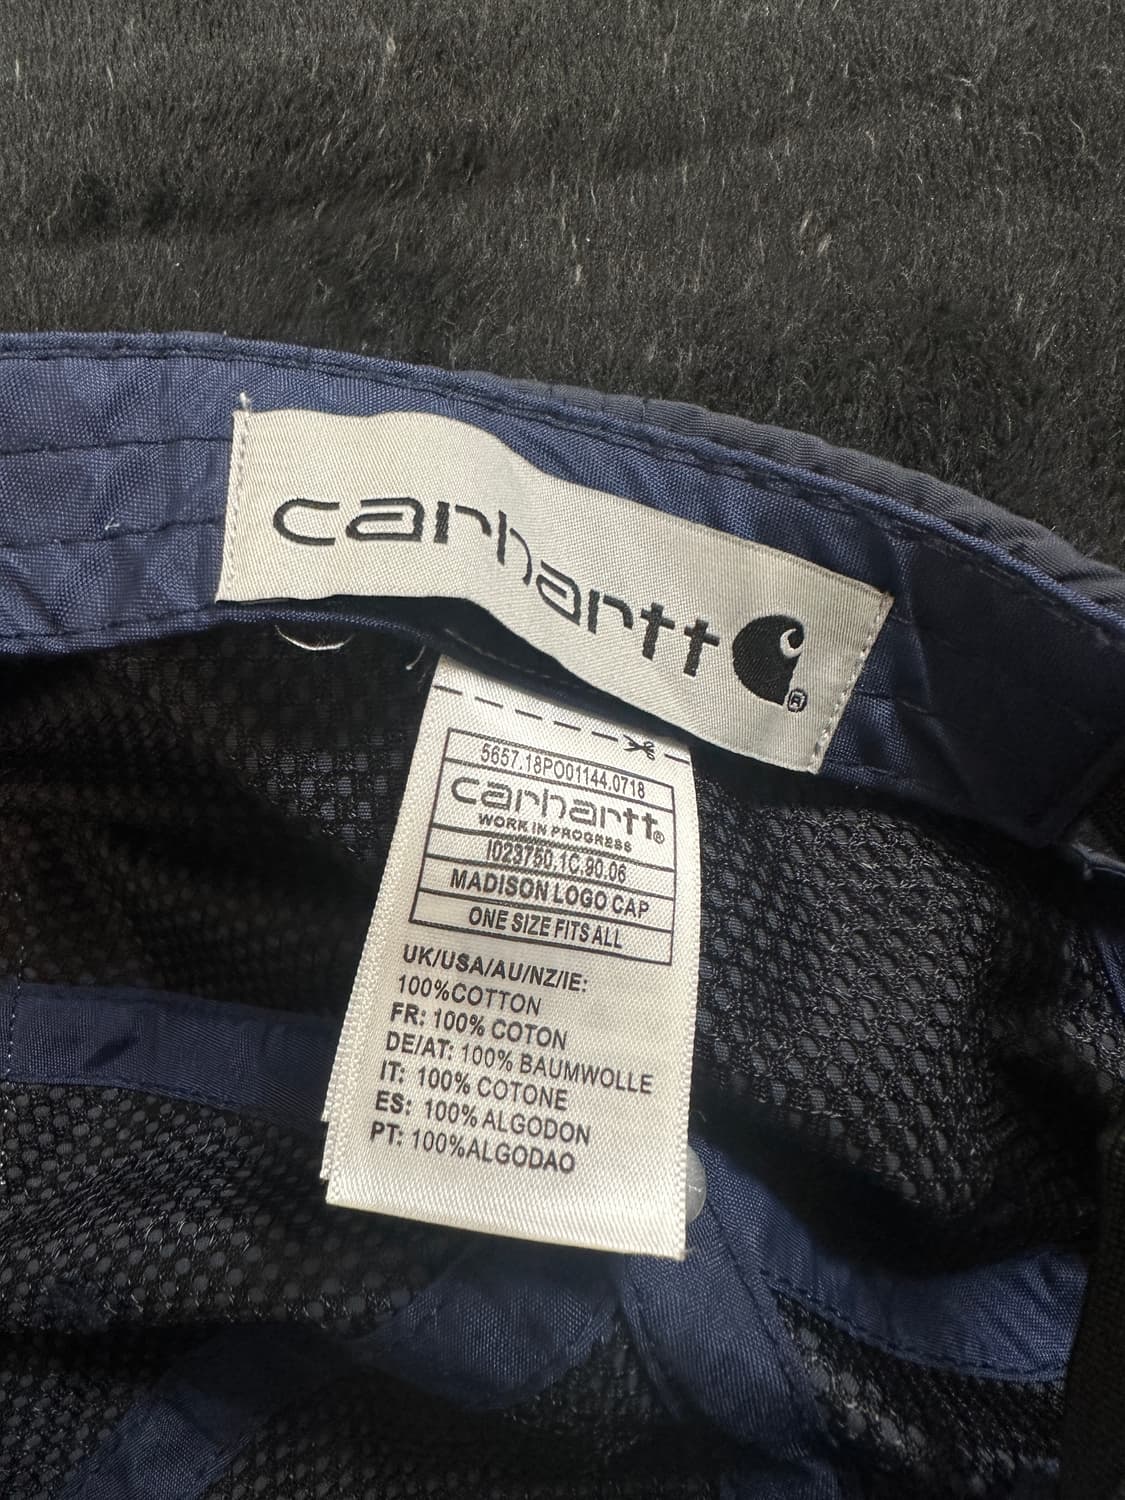 carhartt
®
5657.18PO01144.0718
carhartt®
WORK IN PROGRESS
I023750.1C.90.06
MADISON LOGO CAP
ONE SIZE FITS ALL
UK/USA/AU/NZ/IE:
100%COTTON
FR: 100% COTON
DE/AT: 100% BAUMWOLLE
IT: 100% COTONE
ES: 100% ALGODON
PT: 100%ALGODAO